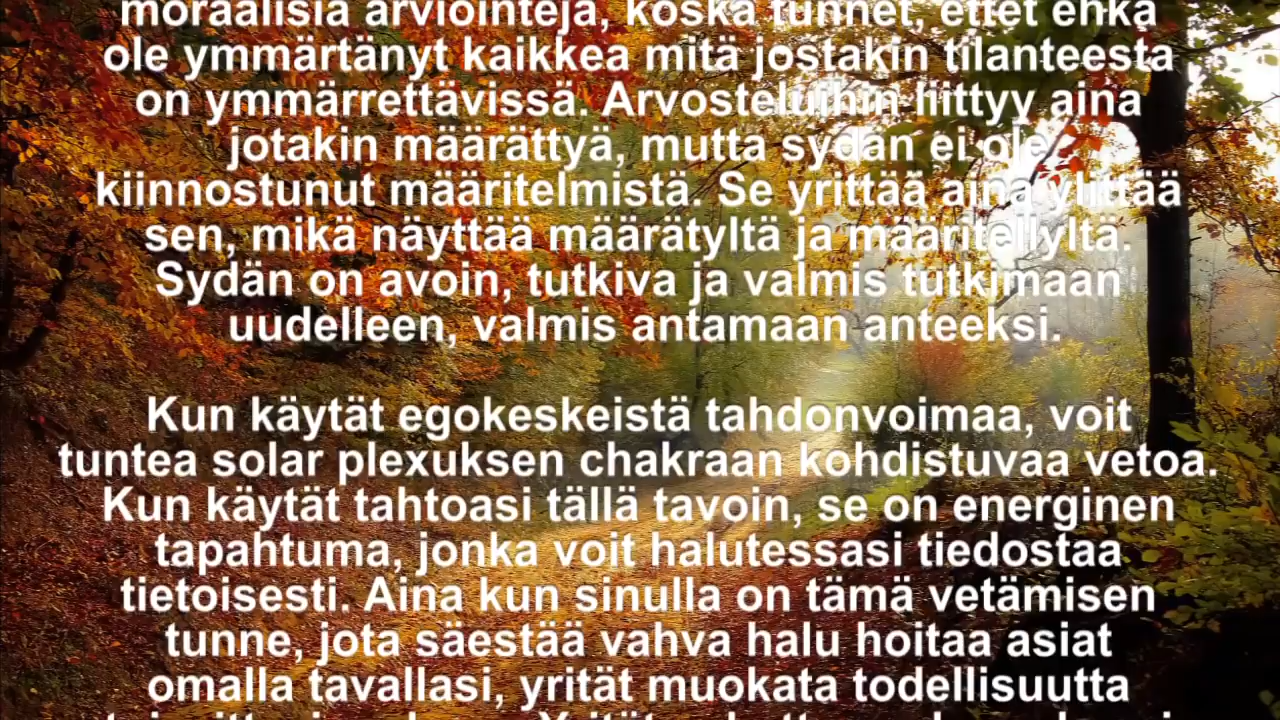 moraalisia arviointeja, koska tunnet, ettet ehkä
ole ymmärtänyt kaikkea mitä jostakin tilanteesta
on ymmärrettävissä. Arvosteluihin liittyy aina
jotakin määrättyä, mutta sydän ei ole
kiinnostunut määritelmistä. Se yrittää aina ylittää
sen, mikä näyttää määrätyltä ja määritellyltä.
Sydän on avoin, tutkiva ja valmis tutkimaan
uudelleen, valmis antamaan anteeksi.
Kun käytät egokeskeistä tahdonvoimaa, voit
tuntea solar plexuksen chakraan kohdistuvaa vetoa.
Kun käytät tahtoasi tällä tavoin, se on energinen
tapahtuma, jonka voit halutessasi tiedostaa
tietoisesti. Aina kun sinulla on tämä vetämisen
tunne, jota säestää vahva halu hoitaa asiat
omalla tavallasi, yrität muokata todellisuutta